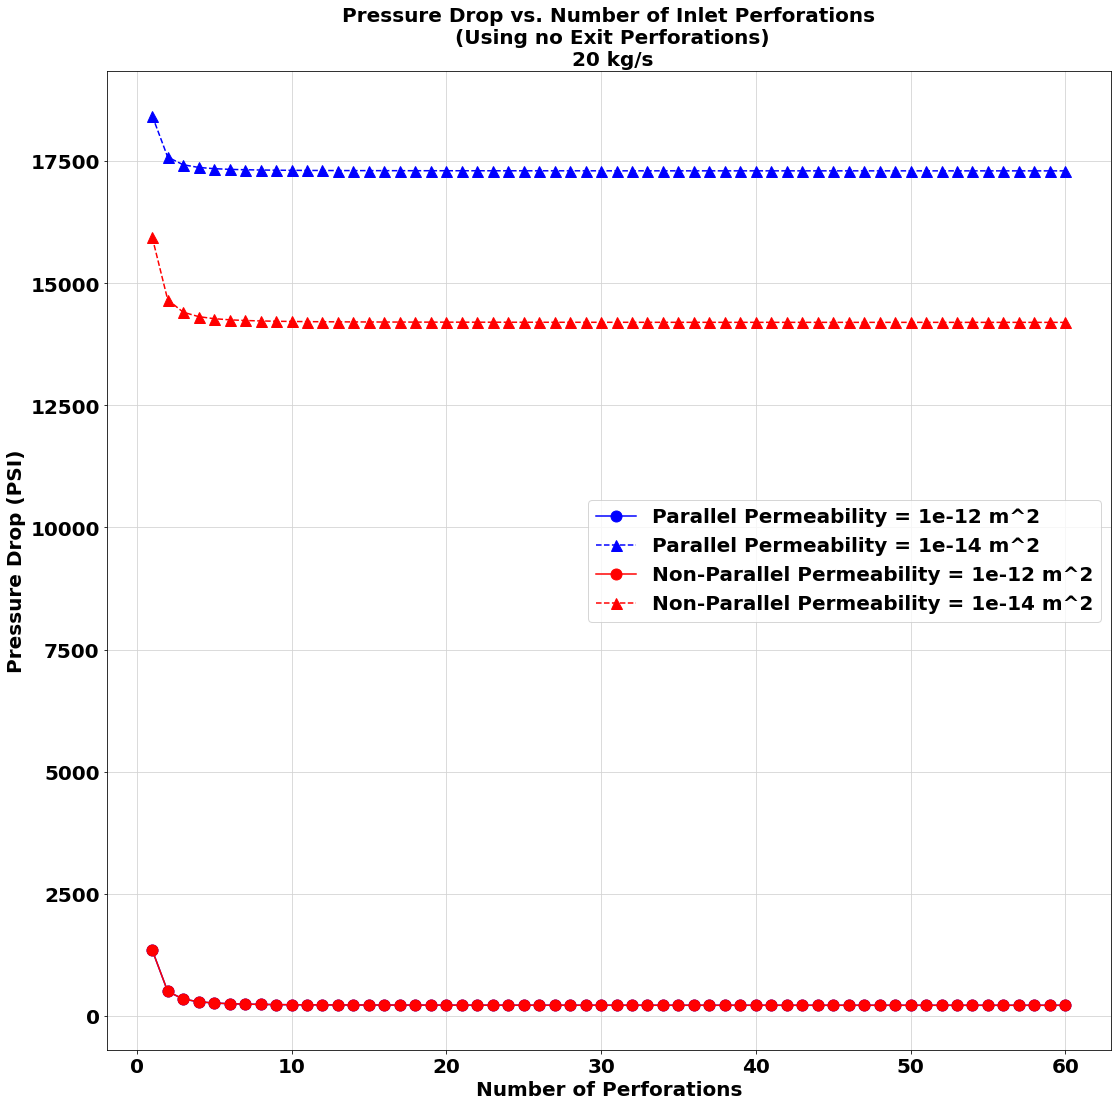 Pressure Drop vs. Number of Inlet Perforations
(Using no Exit Perforations)
20 kg/s
Pressure Drop (PSI)
17500
15000
12500
10000
7500
5000
2500
0
Parallel Permeability = 1e-12 m^2
Parallel Permeability = 1e-14 m^2
Non-Parallel Permeability = 1e-12 m^2
Non-Parallel Permeability = 1e-14 m^2
0 10 20 30 40 50 60
Number of Perforations